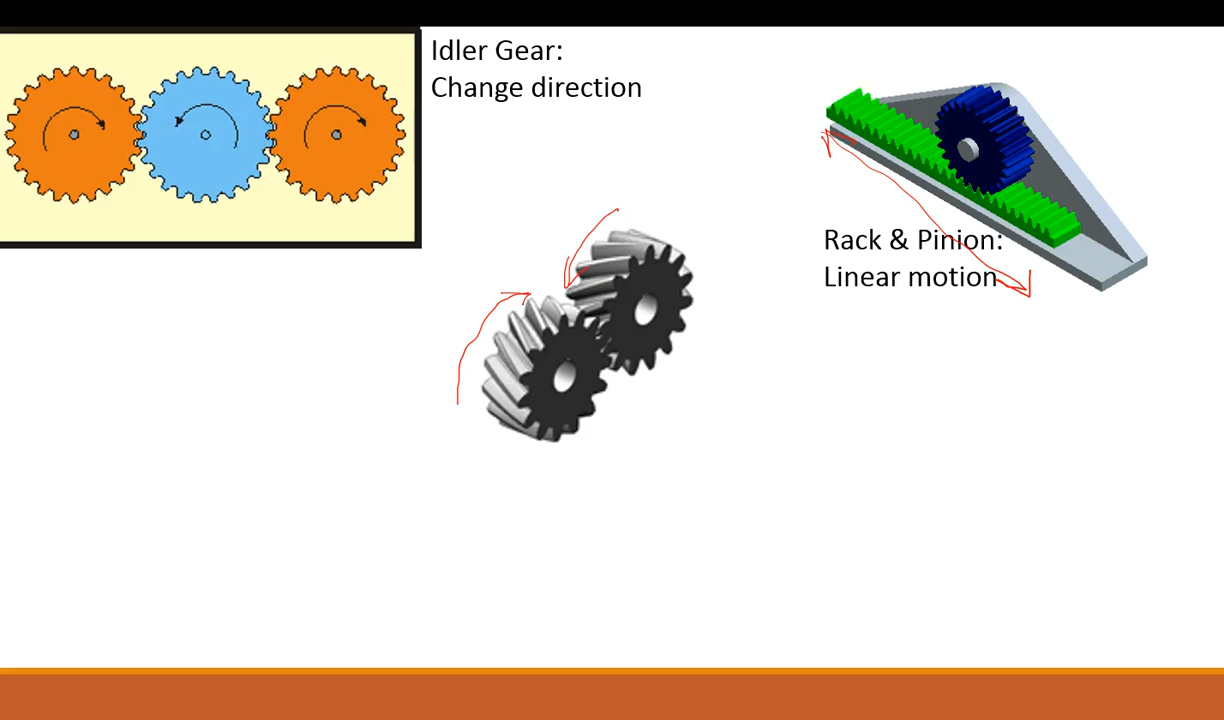 Idler Gear:
Change direction
Rack & Pinion:
Linear motion